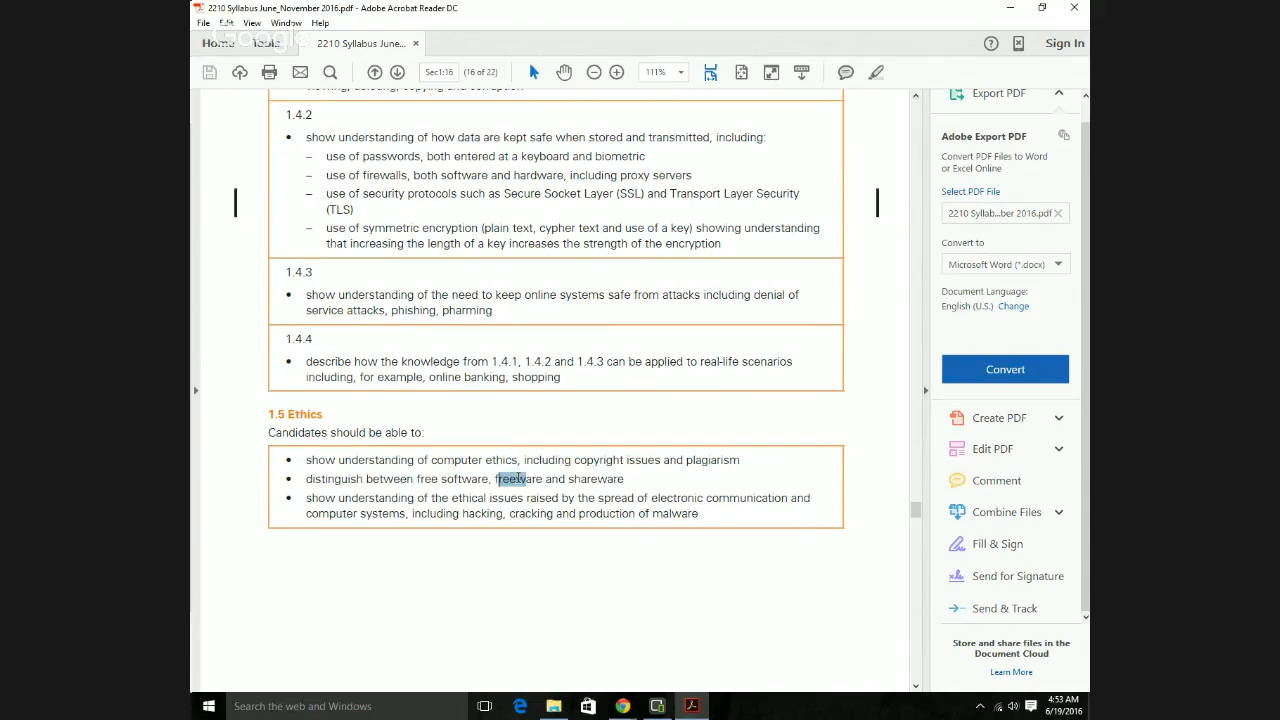 2210 Syllabus June_November 2016.pdf - Adobe Acrobat Reader DC
File Edit View Window Help
Home Tools 2210 Syllabus June... × Sign In
Google
Sec1:16 (16 of 22) 111%
1.4.2
• show understanding of how data are kept safe when stored and transmitted, including:
– use of passwords, both entered at a keyboard and biometric
– use of firewalls, both software and hardware, including proxy servers
– use of security protocols such as Secure Socket Layer (SSL) and Transport Layer Security
(TLS)
– use of symmetric encryption (plain text, cypher text and use of a key) showing understanding
that increasing the length of a key increases the strength of the encryption
1.4.3
• show understanding of the need to keep online systems safe from attacks including denial of
service attacks, phishing, pharming
1.4.4
• describe how the knowledge from 1.4.1, 1.4.2 and 1.4.3 can be applied to real-life scenarios
including, for example, online banking, shopping
1.5 Ethics
Candidates should be able to:
• show understanding of computer ethics, including copyright issues and plagiarism
• distinguish between free software, freeware and shareware
• show understanding of the ethical issues raised by the spread of electronic communication and
computer systems, including hacking, cracking and production of malware
Export PDF
Adobe Export PDF
Convert PDF Files to Word
or Excel Online
Select PDF File
2210 Syllab...ber 2016.pdf ×
Convert to
Microsoft Word (*.docx)
Document Language:
English (U.S.) Change
Convert
Create PDF
Edit PDF
Comment
Combine Files
Fill & Sign
Send for Signature
Send & Track
Store and share files in the
Document Cloud
Learn More
Search the web and Windows
4:53 AM
6/19/2016